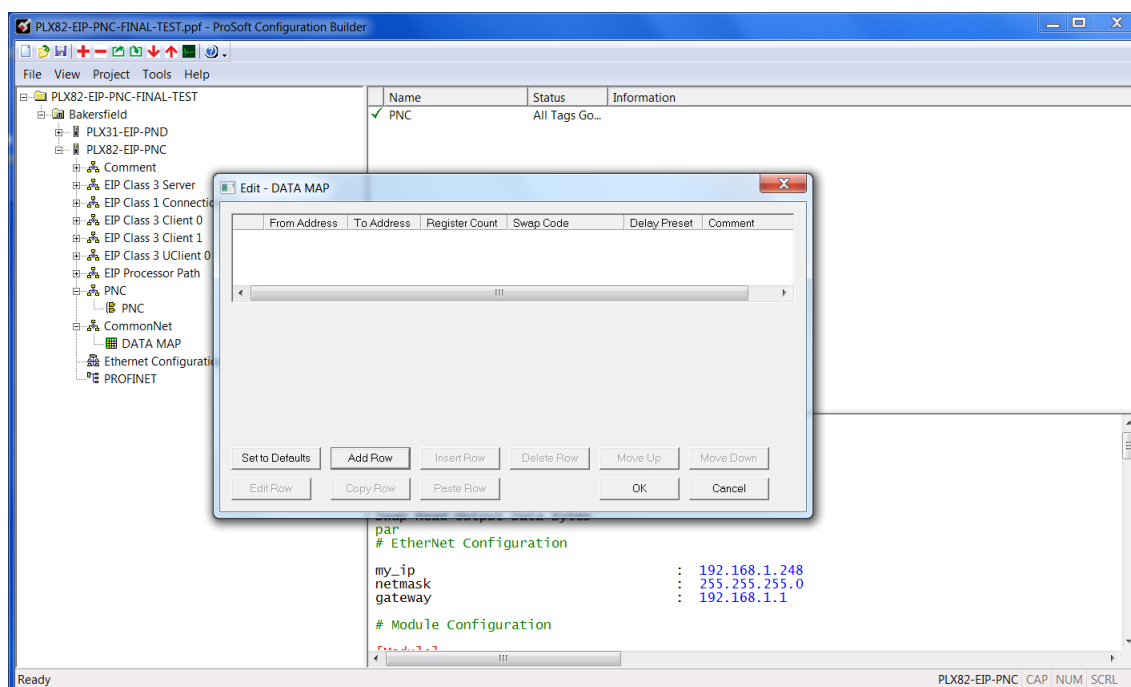 PLX82-EIP-PNC-FINAL-TEST.ppf - ProSoft Configuration Builder
File View Project Tools Help
PLX82-EIP-PNC-FINAL-TEST
Bakersfield
PLX31-EIP-PND
PLX82-EIP-PNC
Comment
EIP Class 3 Server
EIP Class 1 Connectio
EIP Class 3 Client 0
EIP Class 3 Client 1
EIP Class 3 UClient 0
EIP Processor Path
PNC
PNC
CommonNet
DATA MAP
Ethernet Configuratio
PROFINET
Name Status Information
PNC All Tags Go...
Edit - DATA MAP
From Address To Address Register Count Swap Code Delay Preset Comment
Set to Defaults Add Row Insert Row Delete Row Move Up Move Down
Edit Row Copy Row Paste Row OK Cancel
par
# EtherNet Configuration
my_ip : 192.168.1.248
netmask : 255.255.255.0
gateway : 192.168.1.1
# Module Configuration
[Module]
Ready PLX82-EIP-PNC CAP NUM SCRL